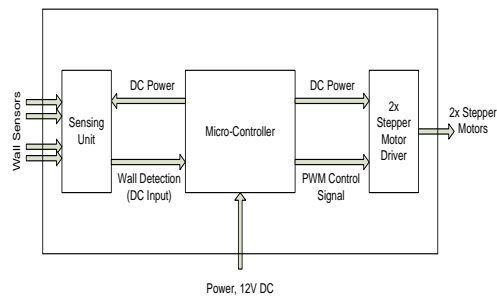 Wall Sensors
Sensing
Unit
DC Power
Wall Detection
(DC Input)
Micro-Controller
DC Power
PWM Control
Signal
2x
Stepper
Motor
Driver
2x Stepper
Motors
Power, 12V DC